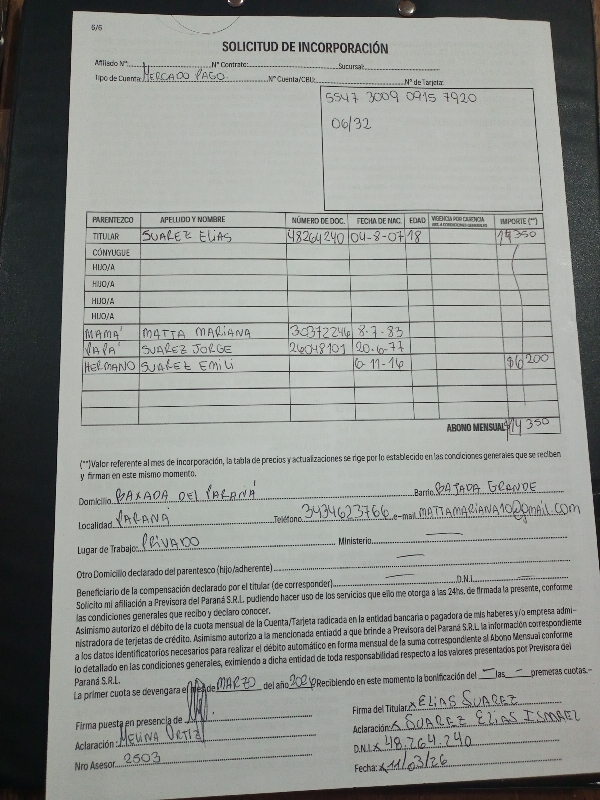 6/6
SOLICITUD DE INCORPORACIÓN
Afiliado Nº: Nº Contrato: Sucursal:
Tipo de Cuenta: MERCADO PAGO Nº Cuenta/CBU: Nº de Tarjeta:
5547 3009 0915 7920
06/32
PARENTEZCO APELLIDO Y NOMBRE NÚMERO DE DOC. FECHA DE NAC. EDAD VIGENCIA POR CARENCIA IMPORTE (**)
TITULAR SUAREZ ELIAS 48264240 04-8-07 18 14350
CÓNYUGUE
HIJO/A
HIJO/A
HIJO/A
HIJO/A
MAMÁ MATTA MARIANA 30372246 8-7-83
PAPÁ SUAREZ JORGE 26048101 20-6-77
HERMANO SUAREZ EMILI 6-11-16 $6200
ABONO MENSUAL $14350
(**)Valor referente al mes de incorporación, la tabla de precios y actualizaciones se rige por lo establecido en las condiciones generales que se reciben
y firman en este mismo momento.
Domicilio BAXADA DEL PARANÁ Barrio BAJADA GRANDE
Localidad PARANÁ Teléfono 3434623766 e-mail MATTAMARIANA10@gmail.com
Lugar de Trabajo: PRIVADO Ministerio
Otro Domicilio declarado del parentesco (hijo/adherente)
Beneficiario de la compensación declarado por el titular (de corresponder) D.N.I.
Solicito mi afiliación a Previsora del Paraná S.R.L. pudiendo hacer uso de los servicios que ello me otorga a las 24hs. de firmada la presente, conforme
las condiciones generales que recibo y declaro conocer.
Asimismo autorizo el débito de la cuota mensual de la Cuenta/Tarjeta radicada en la entidad bancaria o pagadora de mis haberes y/o empresa admi-
nistradora de terjetas de crédito. Asimismo autorizo a la mencionada entiadd a que brinde a Previsora del Paraná S.R.L. la información correspondiente
a los datos identificatorios necesarios para realizar el débito automático en forma mensual de la suma correspondiente al Abono Mensual conforme
lo detallado en las condiciones generales, eximiendo a dicha entidad de toda responsabilidad respecto a los valores presentados por Previsora del
Paraná S.R.L.
La primer cuota se devengara el mes de MARZO del año 2026 Recibiendo en este momento la bonificación del — las — premeras cuotas.-
Firma del Titular: x ELIAS SUAREZ
Firma puesta en presencia de
Aclaración: x SUAREZ ELIAS ISMAEL
Aclaración: MELINA ORTIZ
D.N.I. x 48.264.240
Nro Asesor 2503
Fecha: x 11/03/26